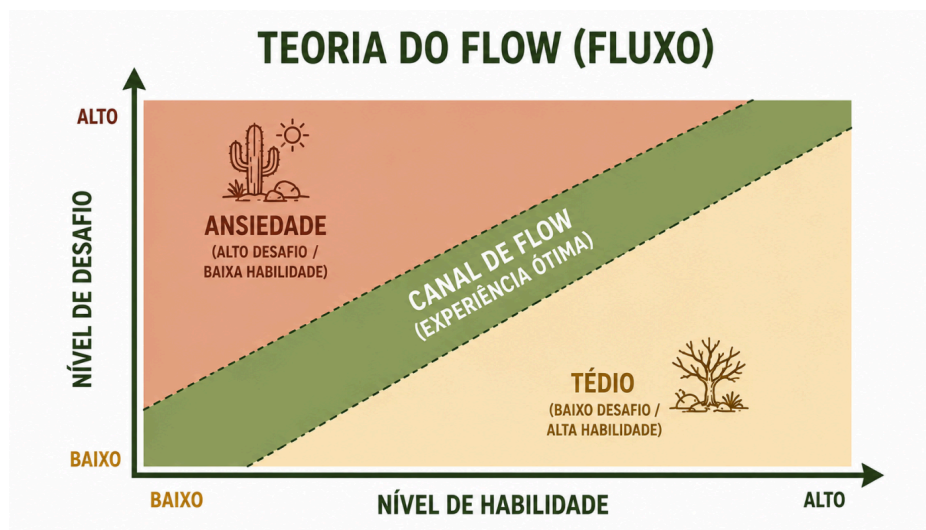 TEORIA DO FLOW (FLUXO)
ALTO
NÍVEL DE DESAFIO
BAIXO
ANSIEDADE
(ALTO DESAFIO /
BAIXA HABILIDADE)
CANAL DE FLOW
(EXPERIÊNCIA ÓTIMA)
TÉDIO
(BAIXO DESAFIO /
ALTA HABILIDADE)
BAIXO
NÍVEL DE HABILIDADE
ALTO